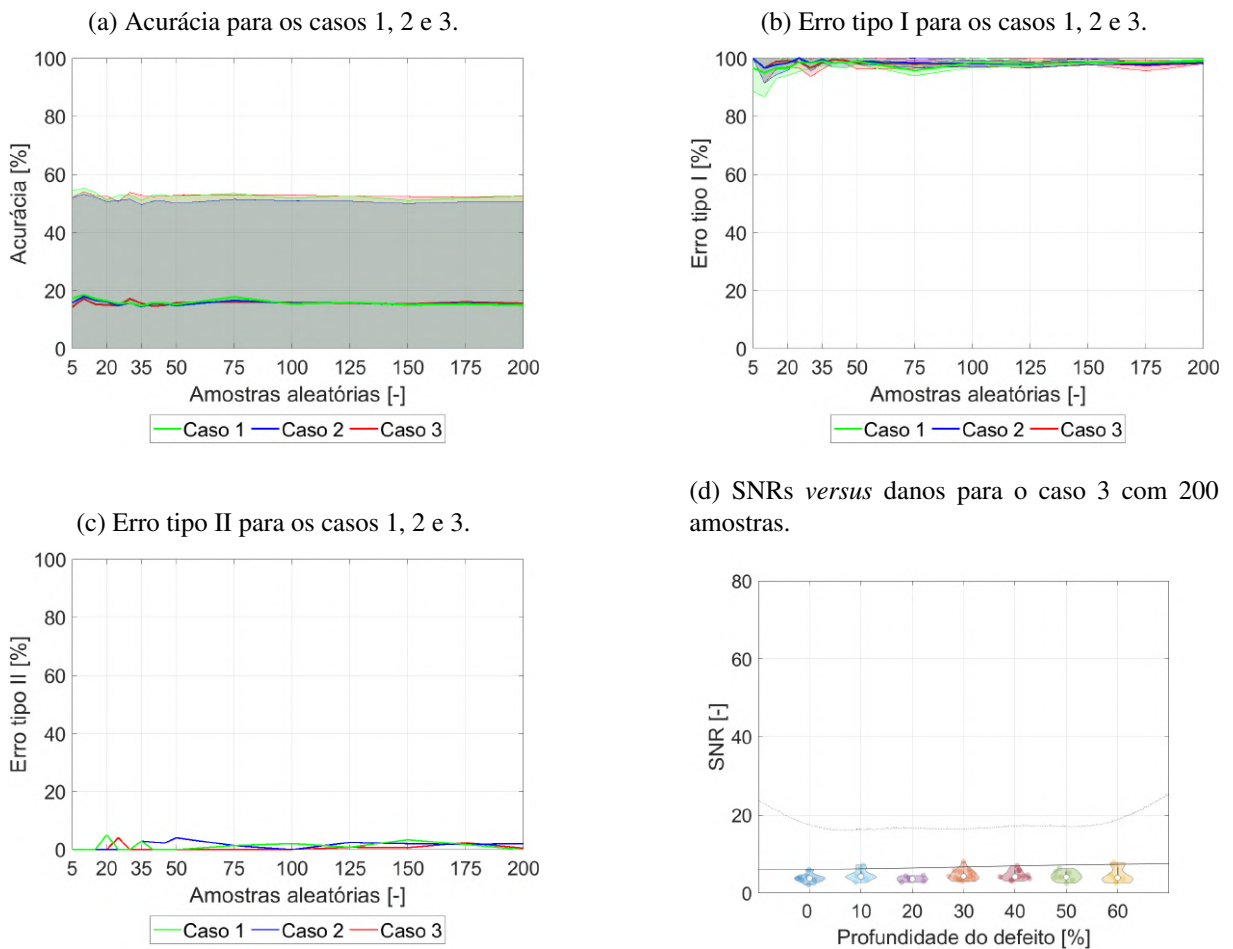 (a) Acurácia para os casos 1, 2 e 3.
100
80
60
40
20
0
Acurácia [%]
5 20 35 50 75 100 125 150 175 200
Amostras aleatórias [-]
Caso 1 Caso 2 Caso 3
(b) Erro tipo I para os casos 1, 2 e 3.
100
80
60
40
20
0
Erro tipo I [%]
5 20 35 50 75 100 125 150 175 200
Amostras aleatórias [-]
Caso 1 Caso 2 Caso 3
(c) Erro tipo II para os casos 1, 2 e 3.
100
80
60
40
20
0
Erro tipo II [%]
5 20 35 50 75 100 125 150 175 200
Amostras aleatórias [-]
Caso 1 Caso 2 Caso 3
(d) SNRs versus danos para o caso 3 com 200
amostras.
80
60
40
20
0
SNR [-]
0 10 20 30 40 50 60
Profundidade do defeito [%]